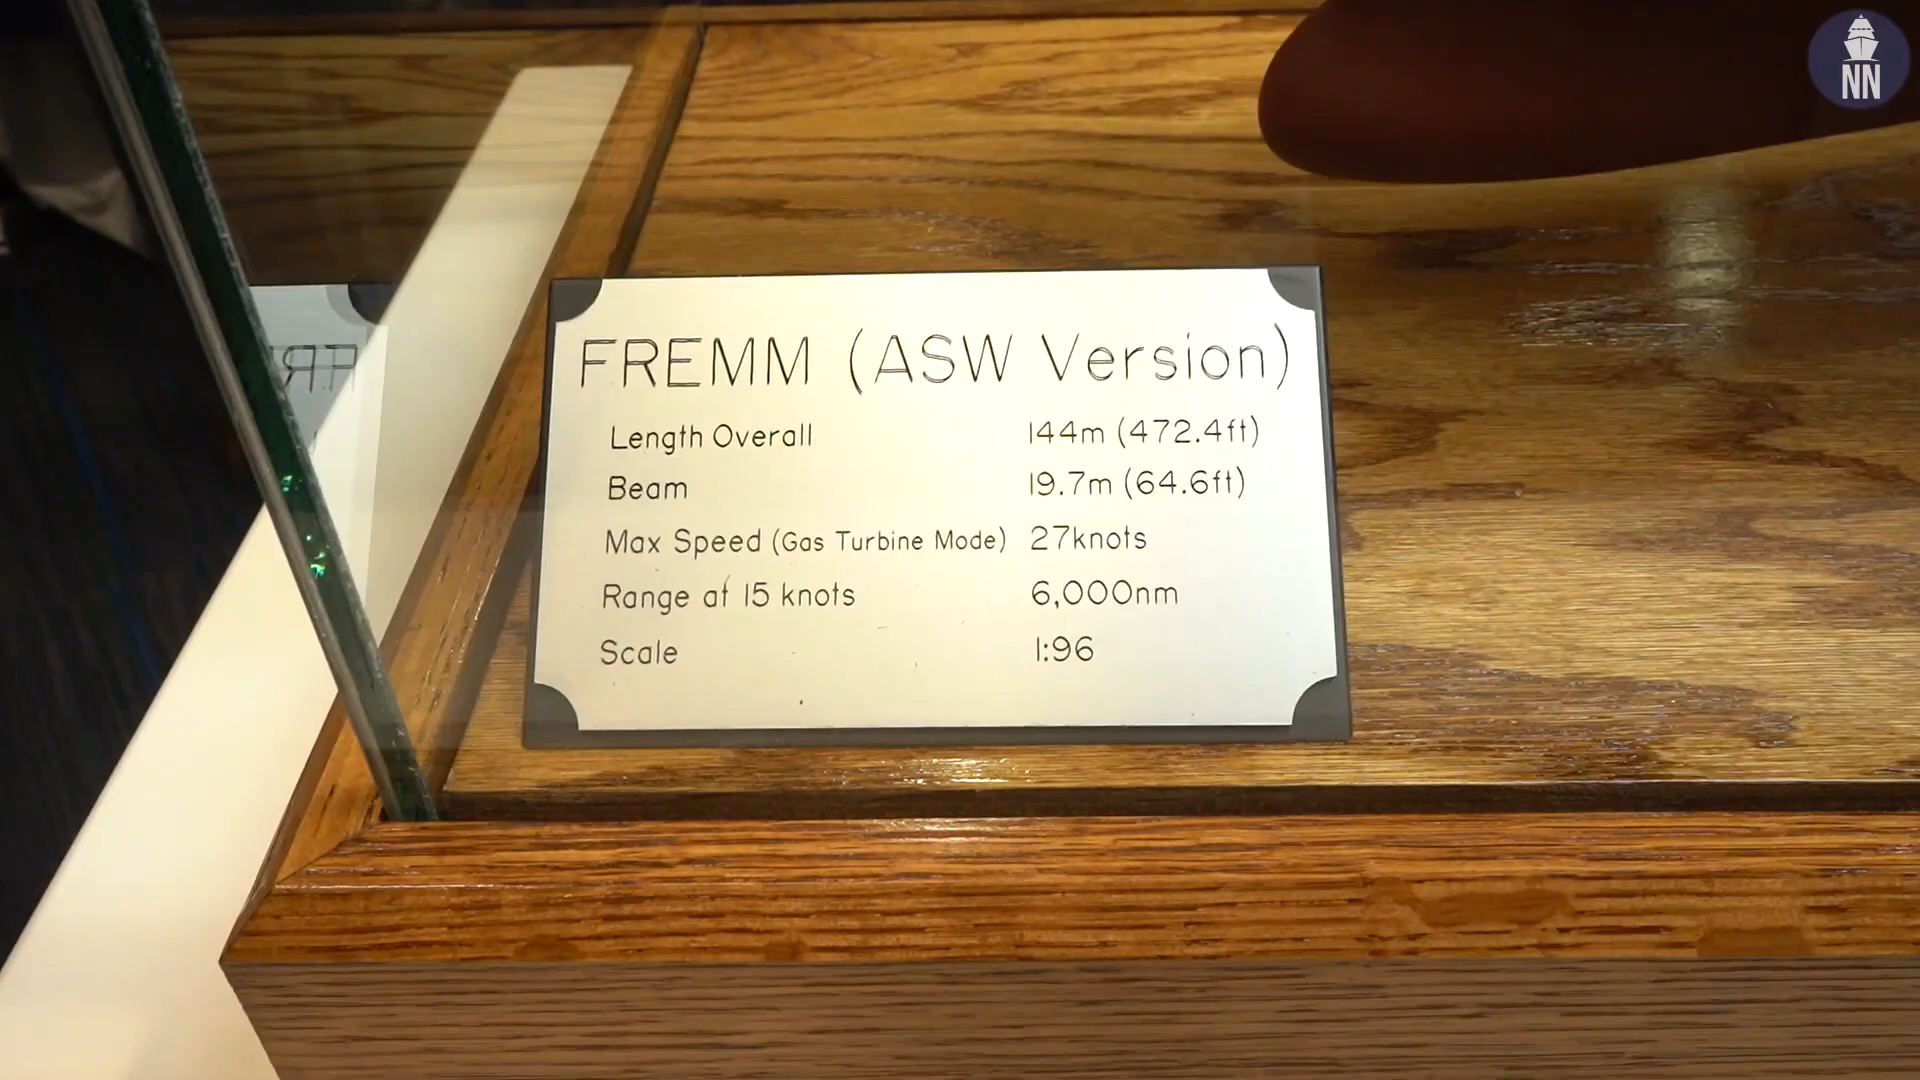 NN
FREMM (ASW Version)
Length Overall 144m (472.4ft)
Beam 19.7m (64.6ft)
Max Speed (Gas Turbine Mode) 27knots
Range at 15 knots 6,000nm
Scale 1:96